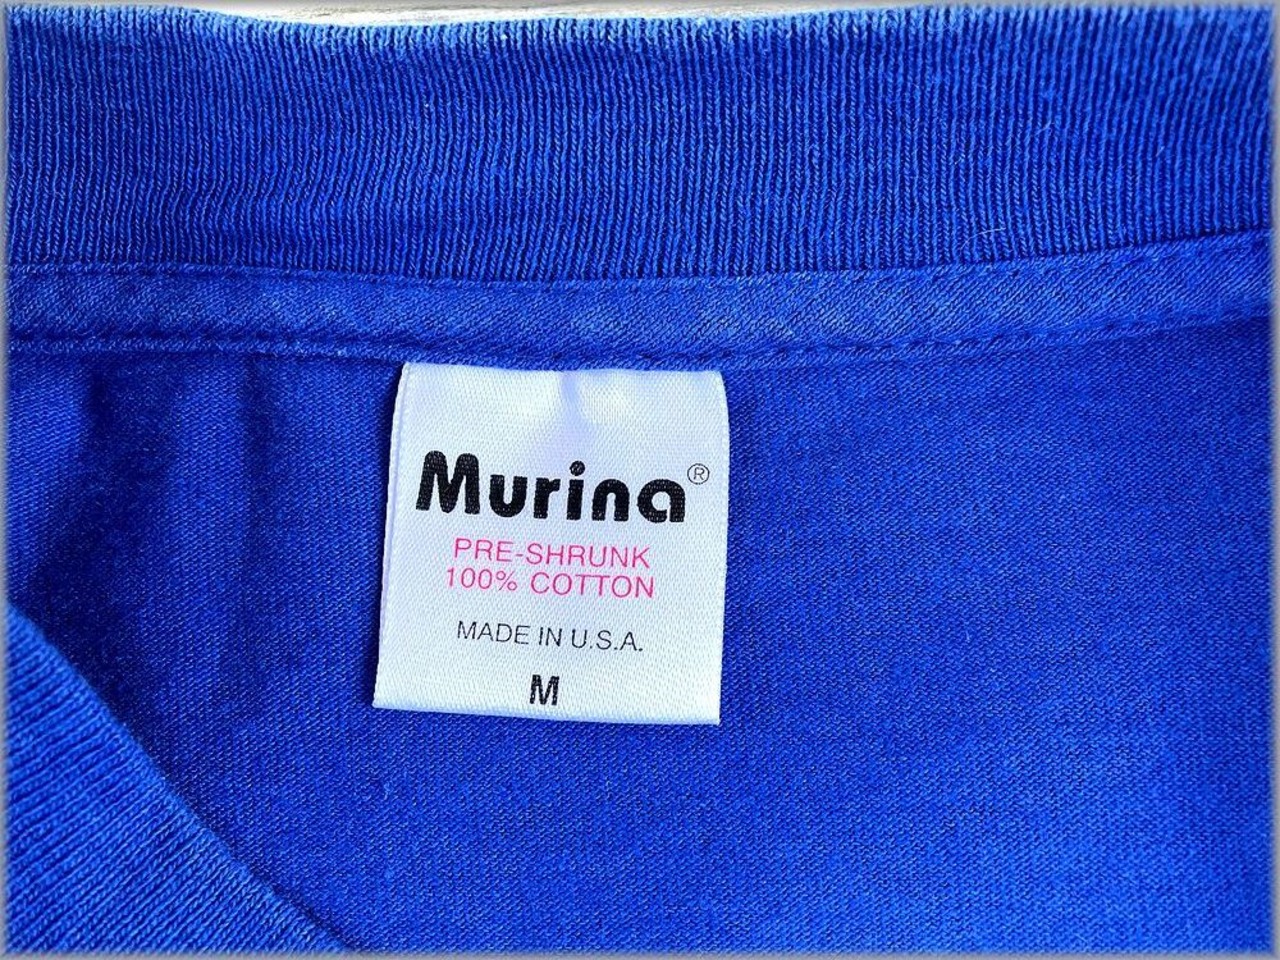 Murina®
PRE-SHRUNK
100% COTTON
MADE IN U.S.A.
M